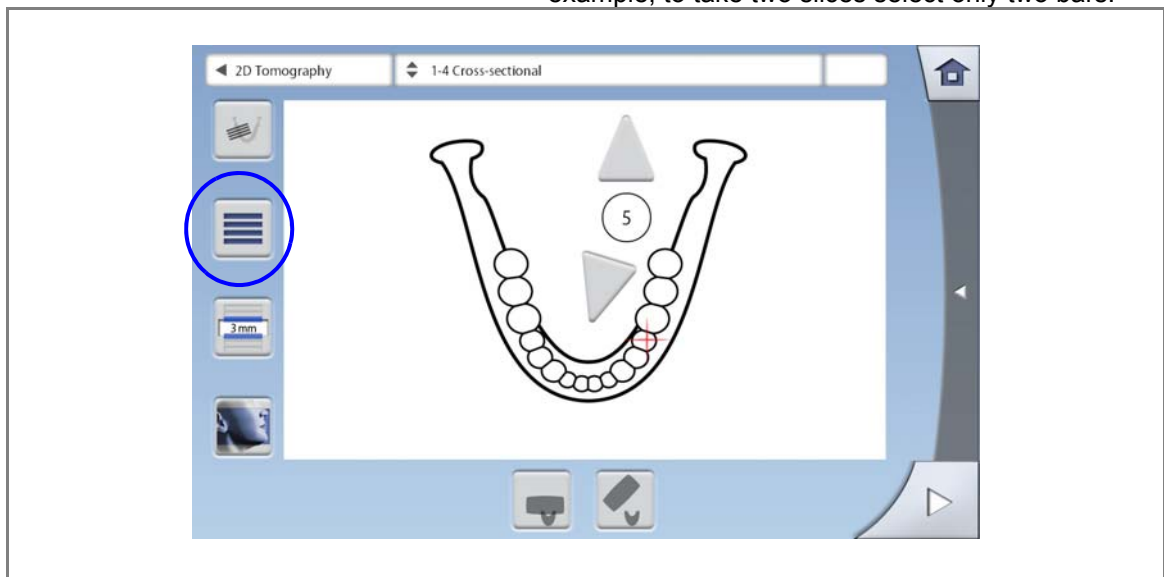 example, to take two slices select only two bars.
2D Tomography
1-4 Cross-sectional
5
3 mm